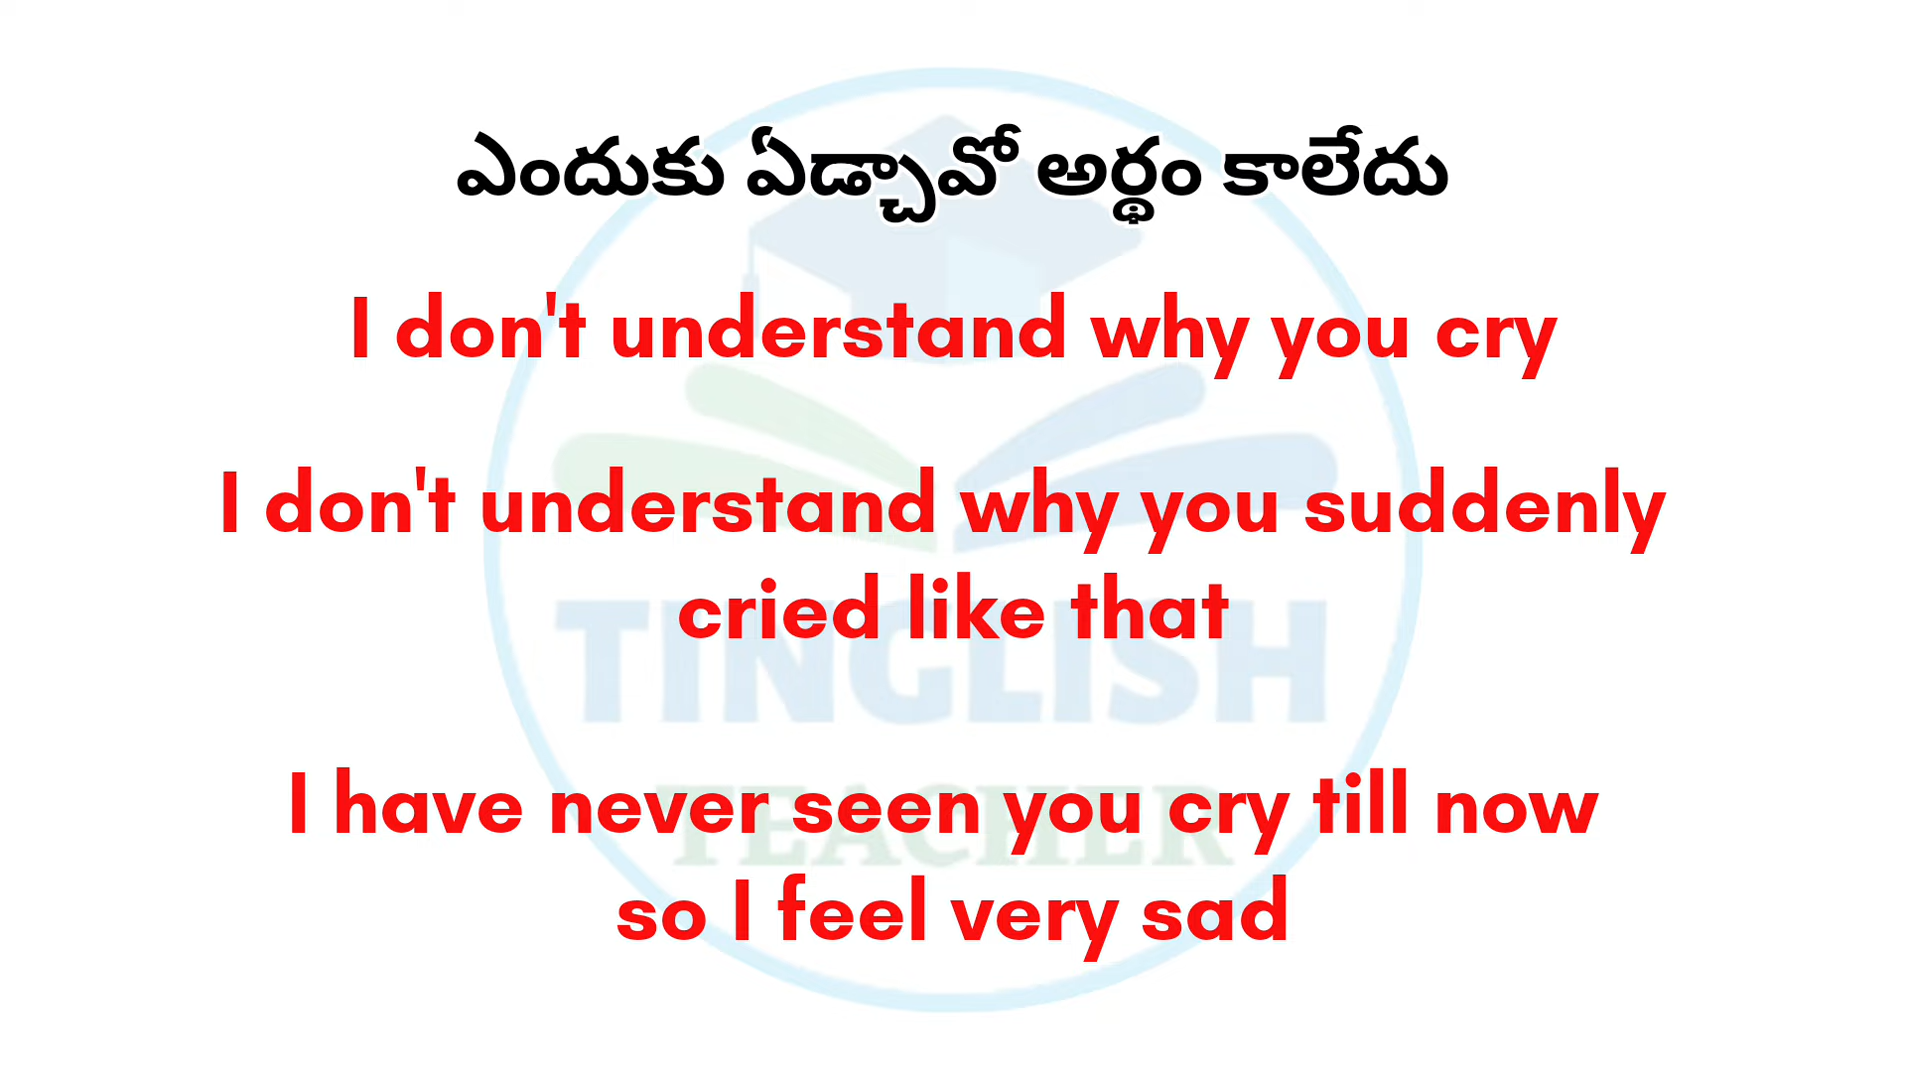 ఎందుకు ఏడ్చావో అర్థం కాలేదు
I don't understand why you cry
I don't understand why you suddenly
cried like that
TINGLISH
I have never seen you cry till now
TEACHER
so I feel very sad